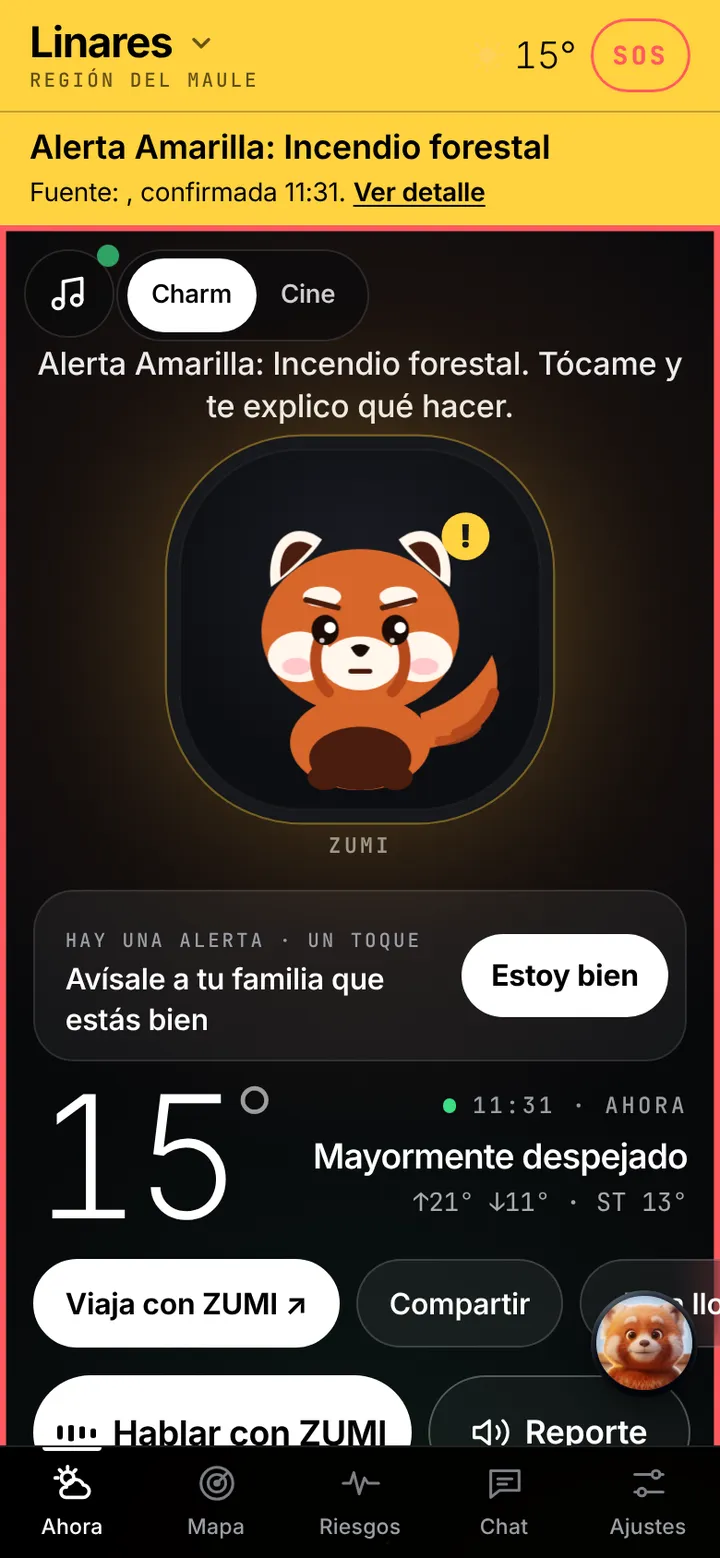 Linares
15°
SOS
REGIÓN DEL MAULE
Alerta Amarilla: Incendio forestal
Fuente: , confirmada 11:31. Ver detalle
Charm
Cine
Alerta Amarilla: Incendio forestal. Tócame y
te explico qué hacer.
!
ZUMI
HAY UNA ALERTA · UN TOQUE
Avísale a tu familia que
estás bien
Estoy bien
15°
11:31 · AHORA
Mayormente despejado
↑21° ↓11° · ST 13°
Viaja con ZUMI ↗
Compartir
Hablar con ZUMI
Reporte
Ahora
Mapa
Riesgos
Chat
Ajustes